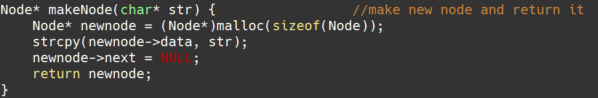 Node* makeNode(char* str) {                 //make new node and return it
    Node* newnode = (Node*)malloc(sizeof(Node));
    strcpy(newnode->data, str);
    newnode->next = NULL;
    return newnode;
}